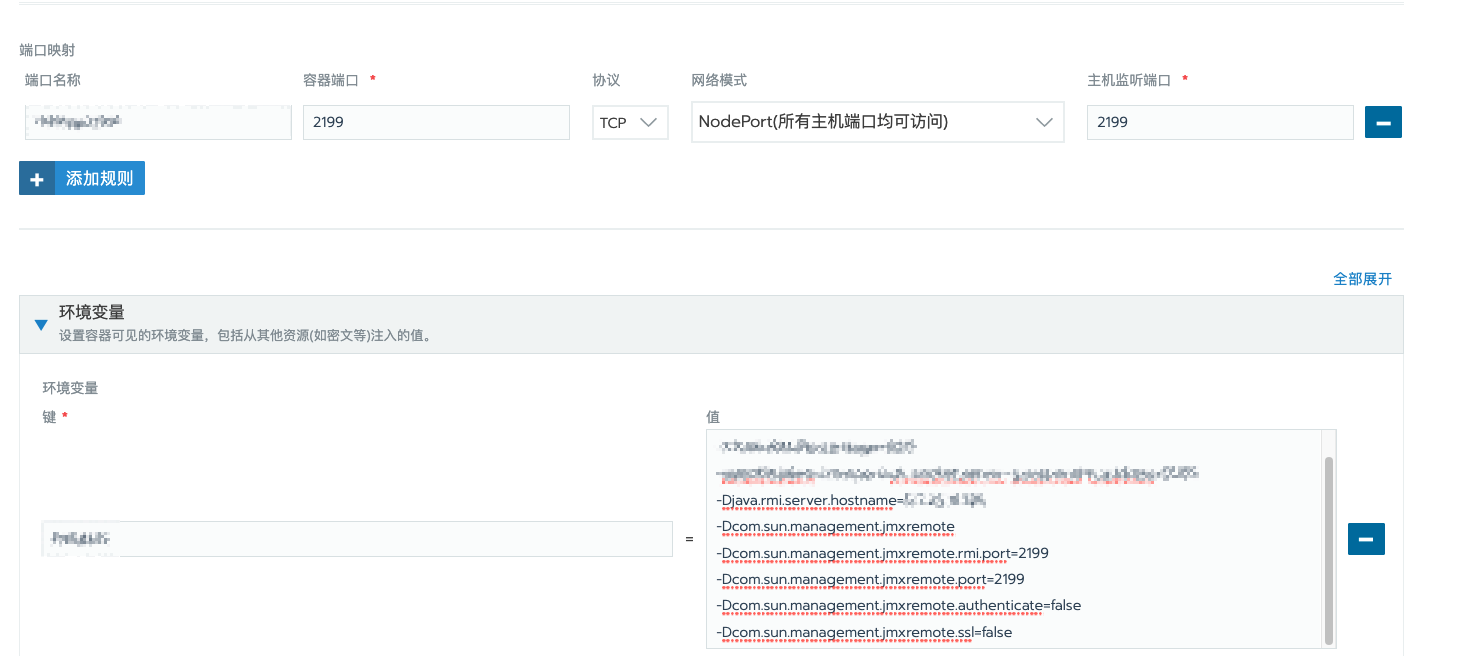 端口映射
端口名称 容器端口 * 协议 网络模式 主机监听端口 *
2199 TCP NodePort(所有主机端口均可访问) 2199
添加规则
全部展开
环境变量
设置容器可见的环境变量，包括从其他资源(如密文等)注入的值。
环境变量
键 * 值
-Djava.rmi.server.hostname=
-Dcom.sun.management.jmxremote
=
-Dcom.sun.management.jmxremote.rmi.port=2199
-Dcom.sun.management.jmxremote.port=2199
-Dcom.sun.management.jmxremote.authenticate=false
-Dcom.sun.management.jmxremote.ssl=false